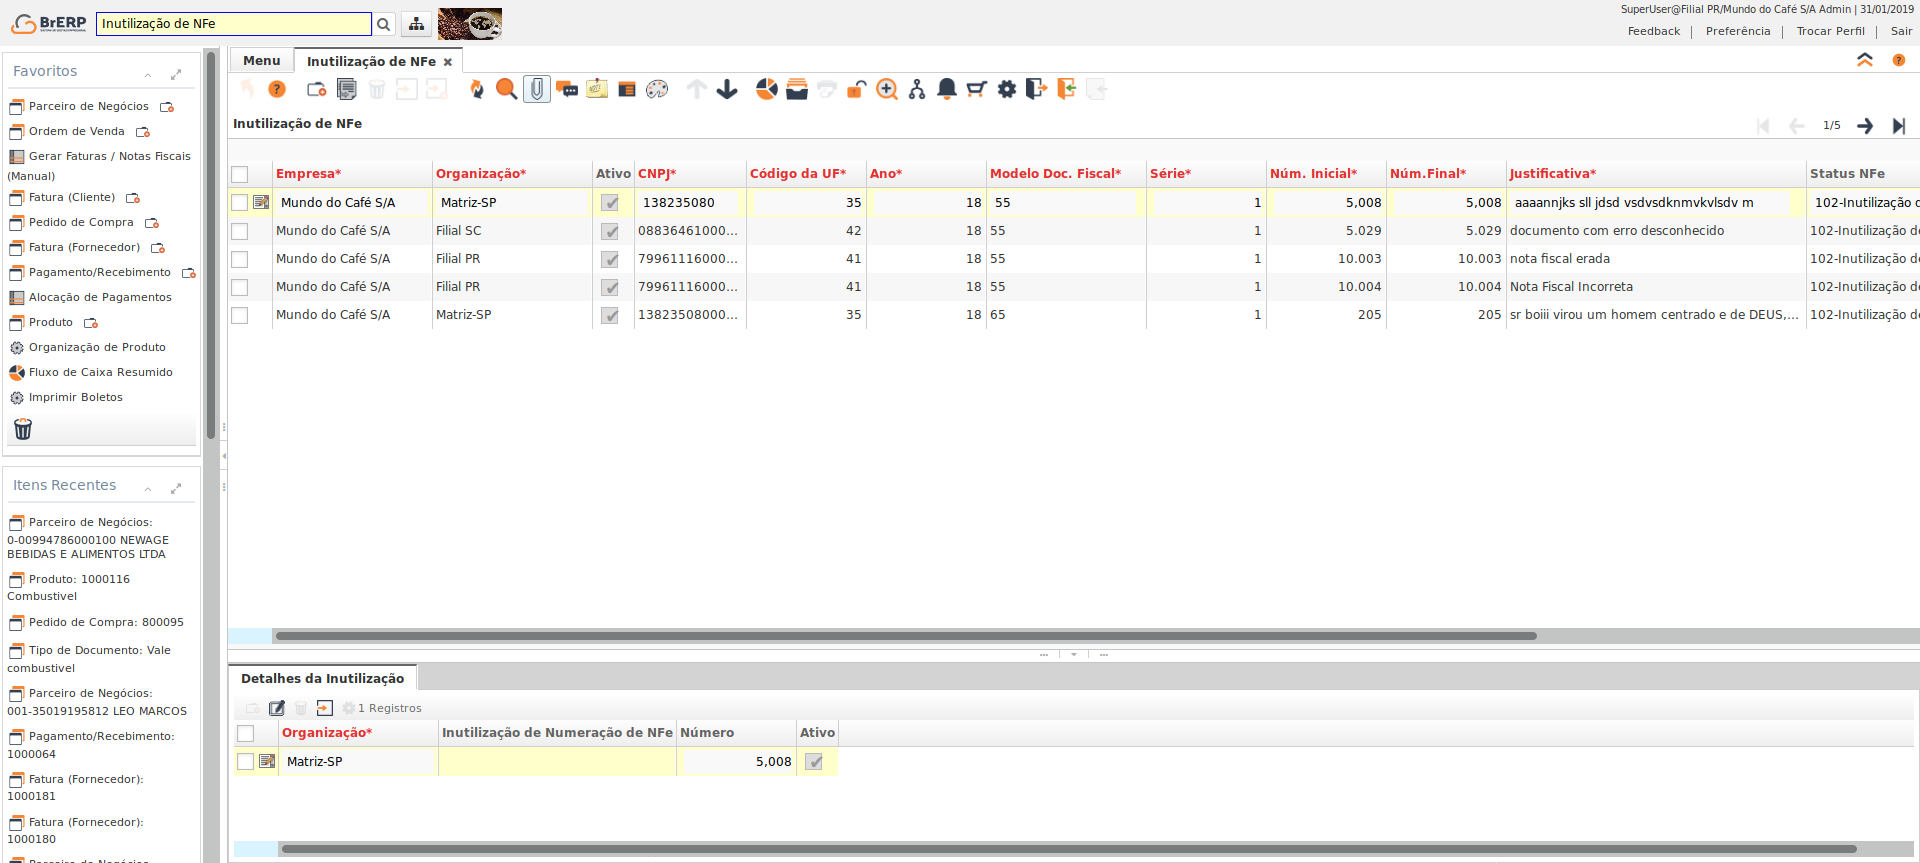 BrERP
Inutilização de NFe
SuperUser@Filial PR/Mundo do Café S/A Admin | 31/01/2019
Feedback | Preferência | Trocar Perfil | Sair
Favoritos
Parceiro de Negócios
Ordem de Venda
Gerar Faturas / Notas Fiscais
(Manual)
Fatura (Cliente)
Pedido de Compra
Fatura (Fornecedor)
Pagamento/Recebimento
Alocação de Pagamentos
Produto
Organização de Produto
Fluxo de Caixa Resumido
Imprimir Boletos
Itens Recentes
Parceiro de Negócios:
0-00994786000100 NEWAGE
BEBIDAS E ALIMENTOS LTDA
Produto: 1000116
Combustivel
Pedido de Compra: 800095
Tipo de Documento: Vale
combustivel
Parceiro de Negócios:
001-35019195812 LEO MARCOS
Pagamento/Recebimento:
1000064
Fatura (Fornecedor):
1000181
Fatura (Fornecedor):
1000180
Parceiro de Negócios
Menu
Inutilização de NFe
Inutilização de NFe
1/5
Empresa* Organização* Ativo CNPJ* Código da UF* Ano* Modelo Doc. Fiscal* Série* Núm. Inicial* Núm.Final* Justificativa* Status NFe
Mundo do Café S/A Matriz-SP 138235080 35 18 55 1 5,008 5,008 aaaannjks sll jdsd vsdvsdknmvkvlsdv m 102-Inutilização d
Mundo do Café S/A Filial SC 08836461000... 42 18 55 1 5.029 5.029 documento com erro desconhecido 102-Inutilização de
Mundo do Café S/A Filial PR 79961116000... 41 18 55 1 10.003 10.003 nota fiscal erada 102-Inutilização de
Mundo do Café S/A Filial PR 79961116000... 41 18 55 1 10.004 10.004 Nota Fiscal Incorreta 102-Inutilização de
Mundo do Café S/A Matriz-SP 13823508000... 35 18 65 1 205 205 sr boiii virou um homem centrado e de DEUS,... 102-Inutilização de
Detalhes da Inutilização
1 Registros
Organização* Inutilização de Numeração de NFe Número Ativo
Matriz-SP 5,008